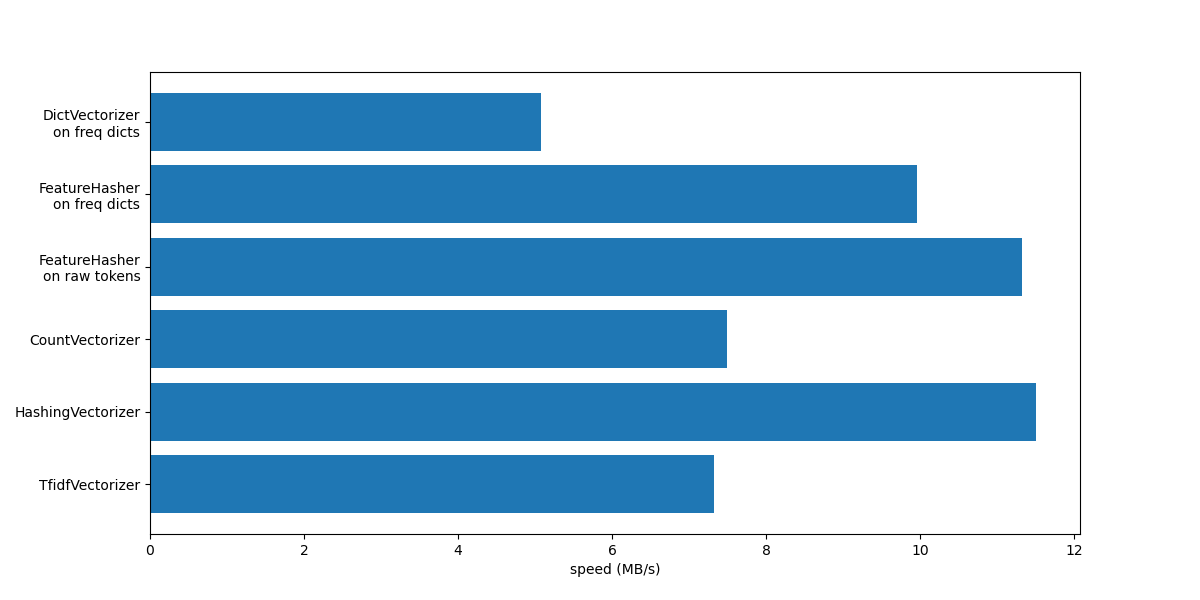 DictVectorizer
on freq dicts
FeatureHasher
on freq dicts
FeatureHasher
on raw tokens
CountVectorizer
HashingVectorizer
TfidfVectorizer
0 2 4 6 8 10 12
speed (MB/s)